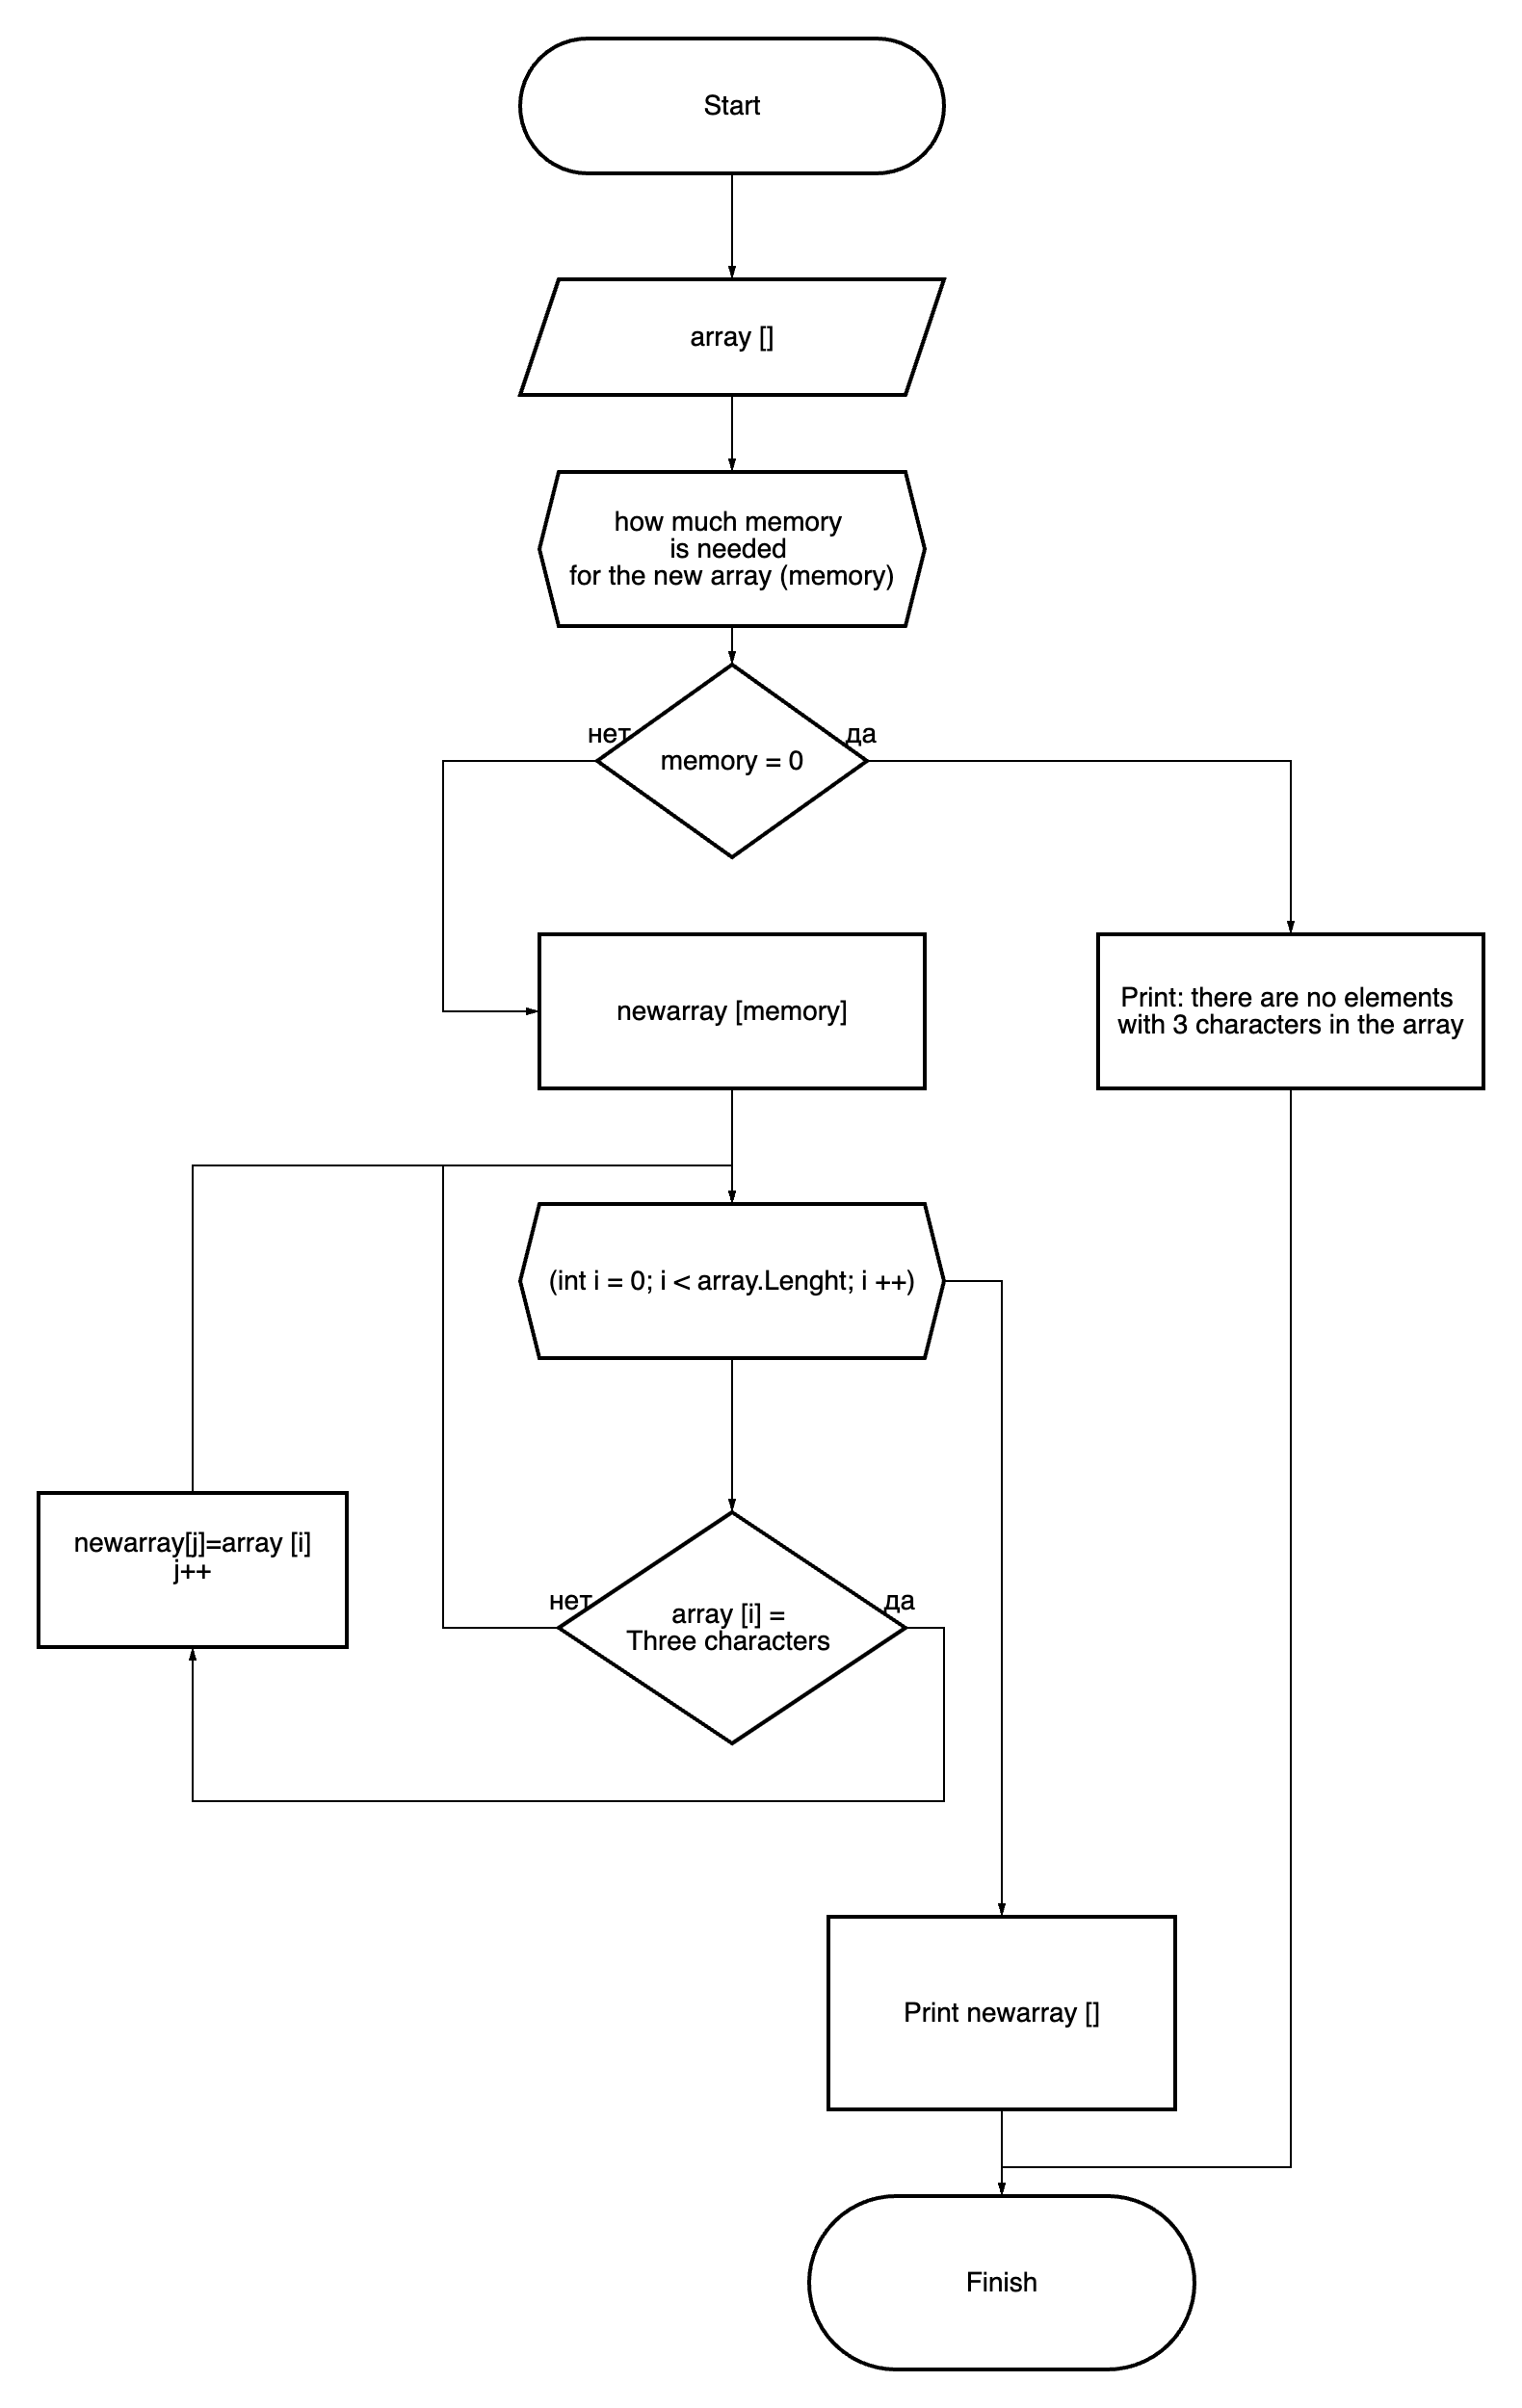 Start
array []
how much memory
is needed
for the new array (memory)
нет
да
memory = 0
newarray [memory]
Print: there are no elements
with 3 characters in the array
(int i = 0; i < array.Lenght; i ++)
newarray[j]=array [i]
j++
нет
да
array [i] =
Three characters
Print newarray []
Finish